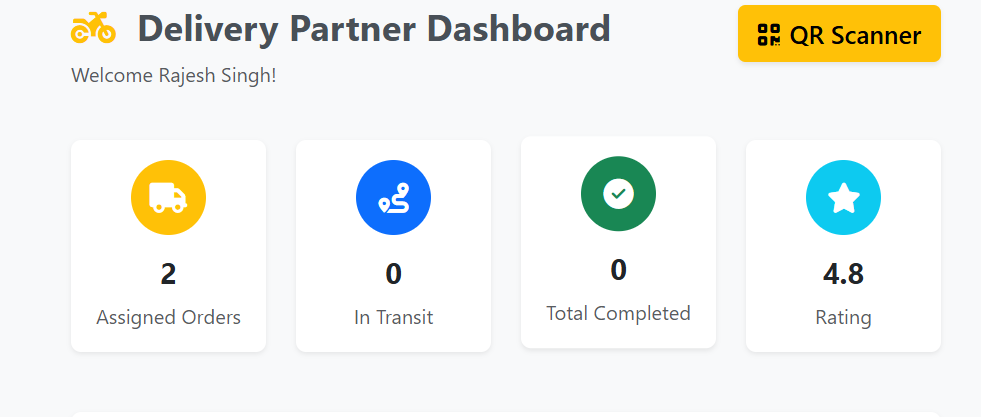 Delivery Partner Dashboard
QR Scanner
Welcome Rajesh Singh!
2
Assigned Orders
0
In Transit
0
Total Completed
4.8
Rating